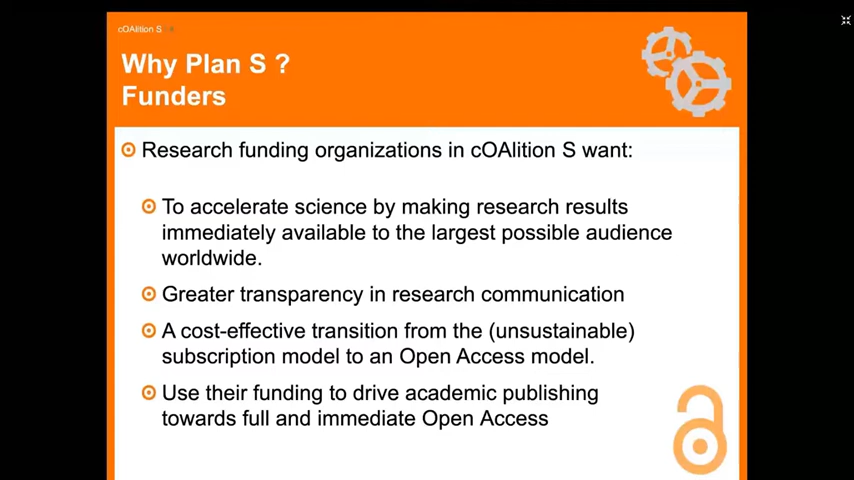 cOAlition S
Why Plan S ?
Funders
Research funding organizations in cOAlition S want:
To accelerate science by making research results
immediately available to the largest possible audience
worldwide.
Greater transparency in research communication
A cost-effective transition from the (unsustainable)
subscription model to an Open Access model.
Use their funding to drive academic publishing
towards full and immediate Open Access